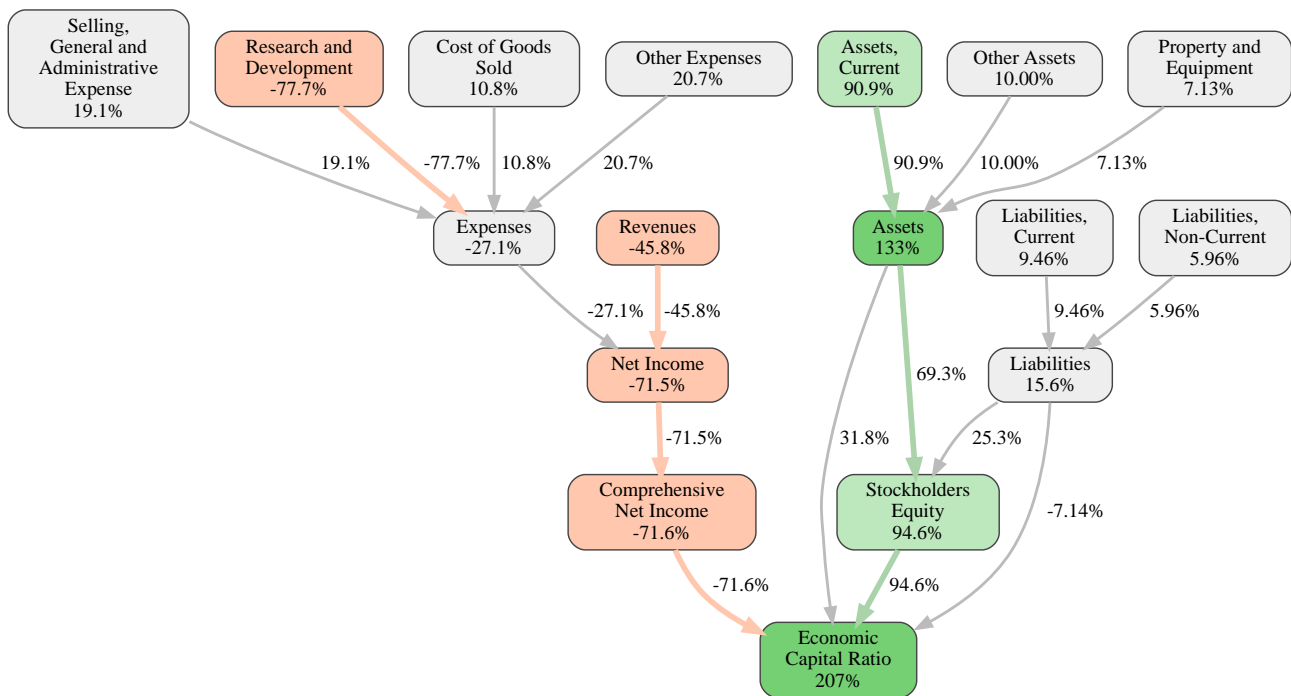 Selling,
General and
Administrative
Expense
19.1%
Research and
Development
-77.7%
Cost of Goods
Sold
10.8%
Other Expenses
20.7%
Assets,
Current
90.9%
Other Assets
10.00%
Property and
Equipment
7.13%
19.1%
-77.7%
10.8%
20.7%
90.9%
10.00%
7.13%
Expenses
-27.1%
Revenues
-45.8%
Assets
133%
Liabilities,
Current
9.46%
Liabilities,
Non-Current
5.96%
-27.1%
-45.8%
9.46%
5.96%
Net Income
-71.5%
69.3%
Liabilities
15.6%
-71.5%
31.8%
25.3%
Comprehensive
Net Income
-71.6%
Stockholders
Equity
94.6%
-7.14%
-71.6%
94.6%
Economic
Capital Ratio
207%